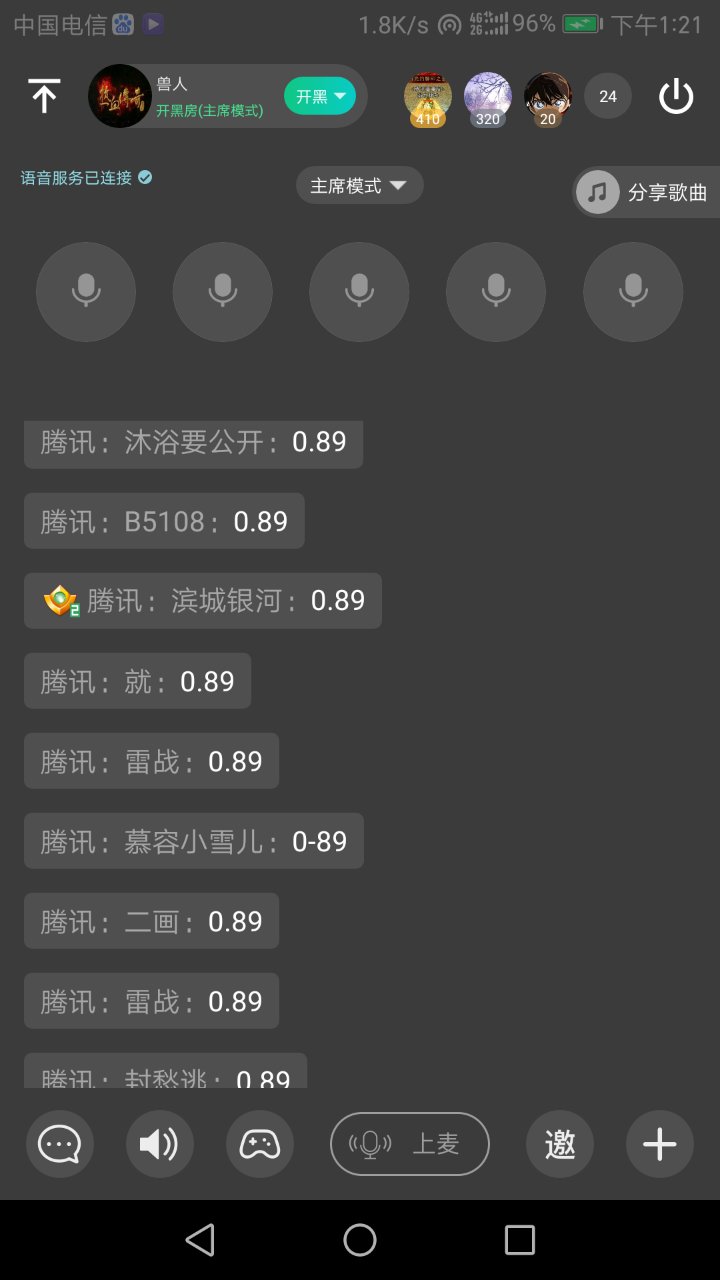 中国电信 1.8K/s 4G 2G 96% 下午1:21
兽人
开黑房(主席模式)
开黑
410 320 20 24
语音服务已连接
主席模式
分享歌曲
腾讯：沐浴要公开：0.89
腾讯：B5108：0.89
2 腾讯：滨城银河：0.89
腾讯：就：0.89
腾讯：雷战：0.89
腾讯：慕容小雪儿：0-89
腾讯：二画：0.89
腾讯：雷战：0.89
腾讯：封愁逃：0.89
上麦
邀